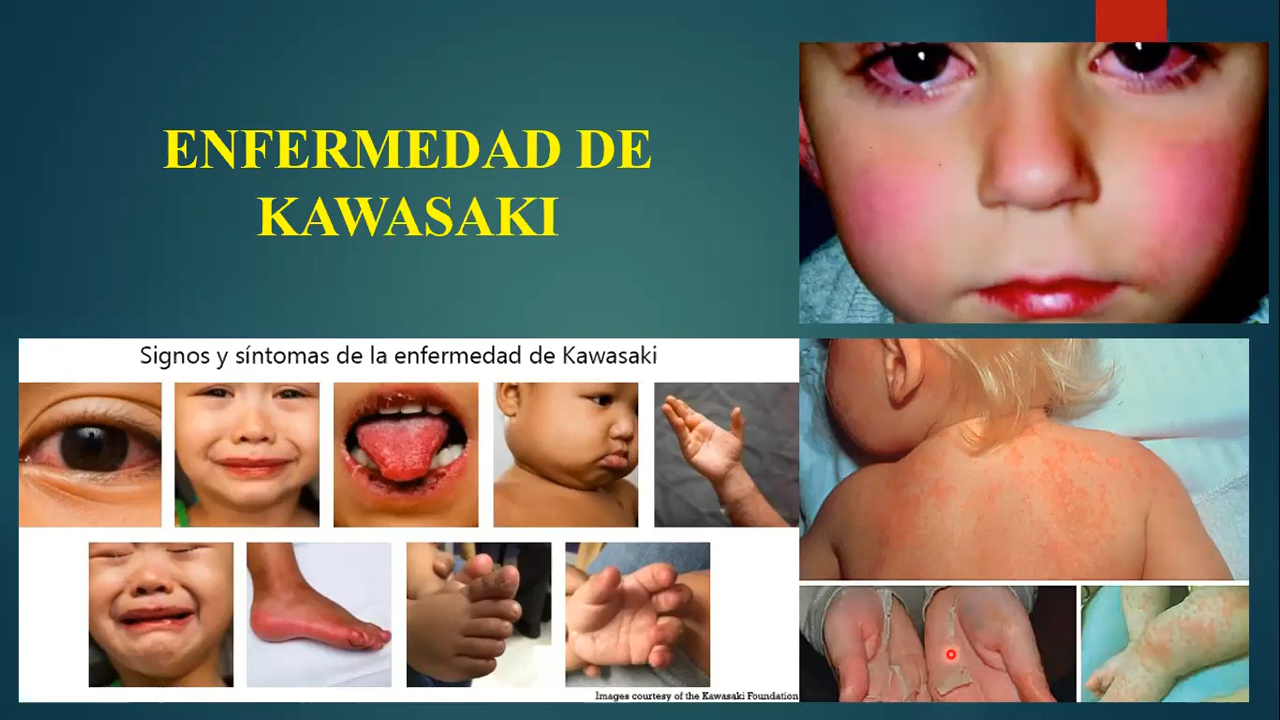 ENFERMEDAD DE
KAWASAKI
Signos y síntomas de la enfermedad de Kawasaki
Images courtesy of the Kawasaki Foundation